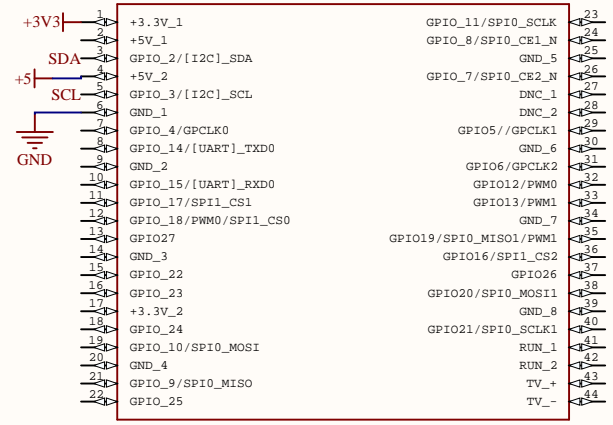 +3V3 1 +3.3V_1 GPIO_11/SPI0_SCLK 23
2 +5V_1 GPIO_8/SPI0_CE1_N 24
SDA 3 GPIO_2/[I2C]_SDA GND_5 25
+5 4 +5V_2 GPIO_7/SPI0_CE2_N 26
SCL 5 GPIO_3/[I2C]_SCL DNC_1 27
6 GND_1 DNC_2 28
7 GPIO_4/GPCLK0 GPIO5//GPCLK1 29
GND 8 GPIO_14/[UART]_TXD0 GND_6 30
9 GND_2 GPIO6/GPCLK2 31
10 GPIO_15/[UART]_RXD0 GPIO12/PWM0 32
11 GPIO_17/SPI1_CS1 GPIO13/PWM1 33
12 GPIO_18/PWM0/SPI1_CS0 GND_7 34
13 GPIO27 GPIO19/SPI0_MISO1/PWM1 35
14 GND_3 GPIO16/SPI1_CS2 36
15 GPIO_22 GPIO26 37
16 GPIO_23 GPIO20/SPI0_MOSI1 38
17 +3.3V_2 GND_8 39
18 GPIO_24 GPIO21/SPI0_SCLK1 40
19 GPIO_10/SPI0_MOSI RUN_1 41
20 GND_4 RUN_2 42
21 GPIO_9/SPI0_MISO TV_+ 43
22 GPIO_25 TV_- 44